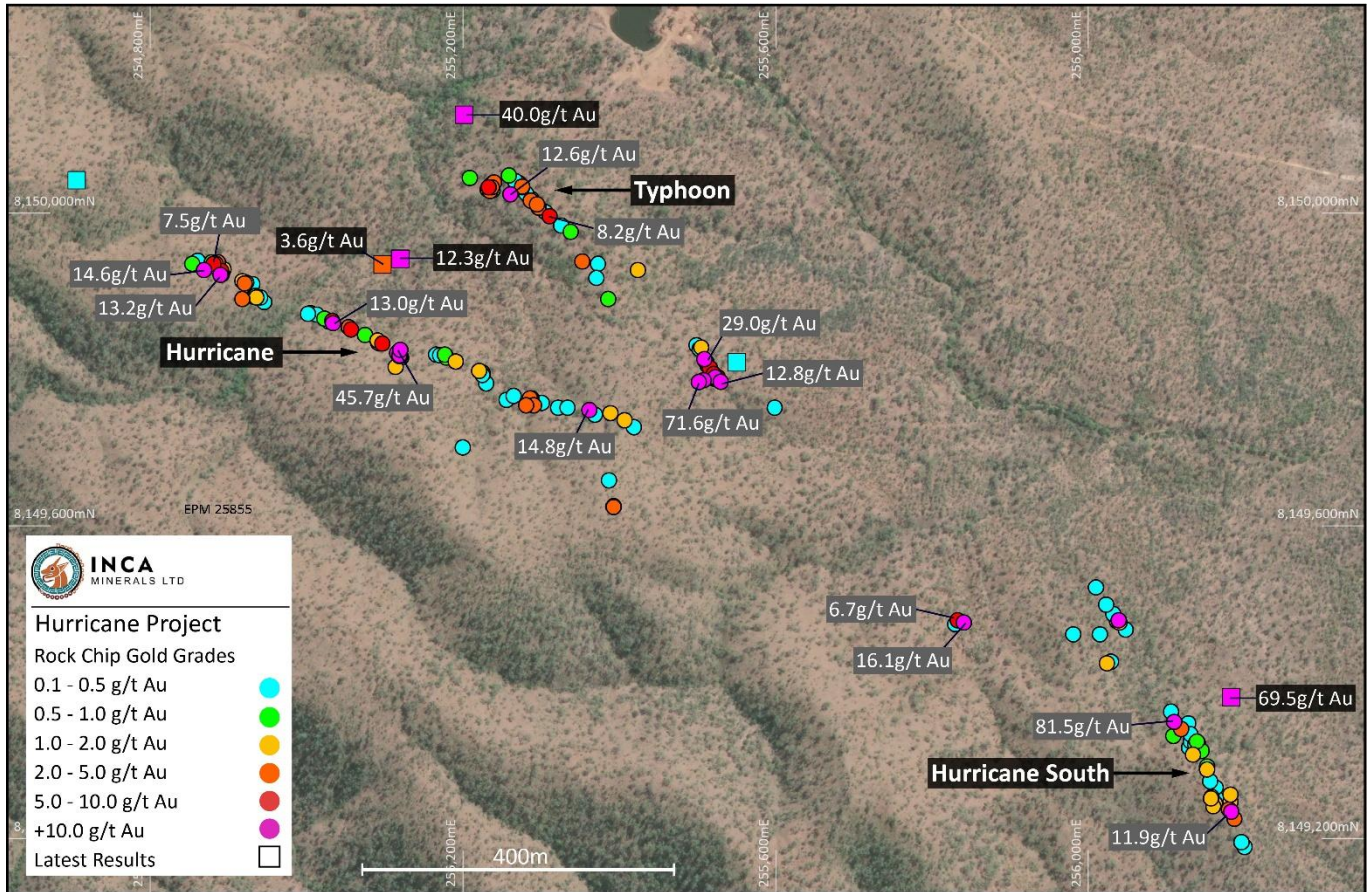 254,800mE
255,200mE
255,600mE
256,000mE
40.0g/t Au
12.6g/t Au
Typhoon
8,150,000mN
8,150,000mN
7.5g/t Au
8.2g/t Au
3.6g/t Au
12.3g/t Au
14.6g/t Au
13.2g/t Au
13.0g/t Au
29.0g/t Au
Hurricane
12.8g/t Au
45.7g/t Au
71.6g/t Au
14.8g/t Au
EPM 25855
8,149,600mN
8,149,600mN
INCA
MINERALS LTD
Hurricane Project
Rock Chip Gold Grades
0.1 - 0.5 g/t Au
0.5 - 1.0 g/t Au
1.0 - 2.0 g/t Au
2.0 - 5.0 g/t Au
5.0 - 10.0 g/t Au
+10.0 g/t Au
Latest Results
6.7g/t Au
16.1g/t Au
69.5g/t Au
81.5g/t Au
Hurricane South
11.9g/t Au
8,149,200mN
400m
255,600mE
256,000mE